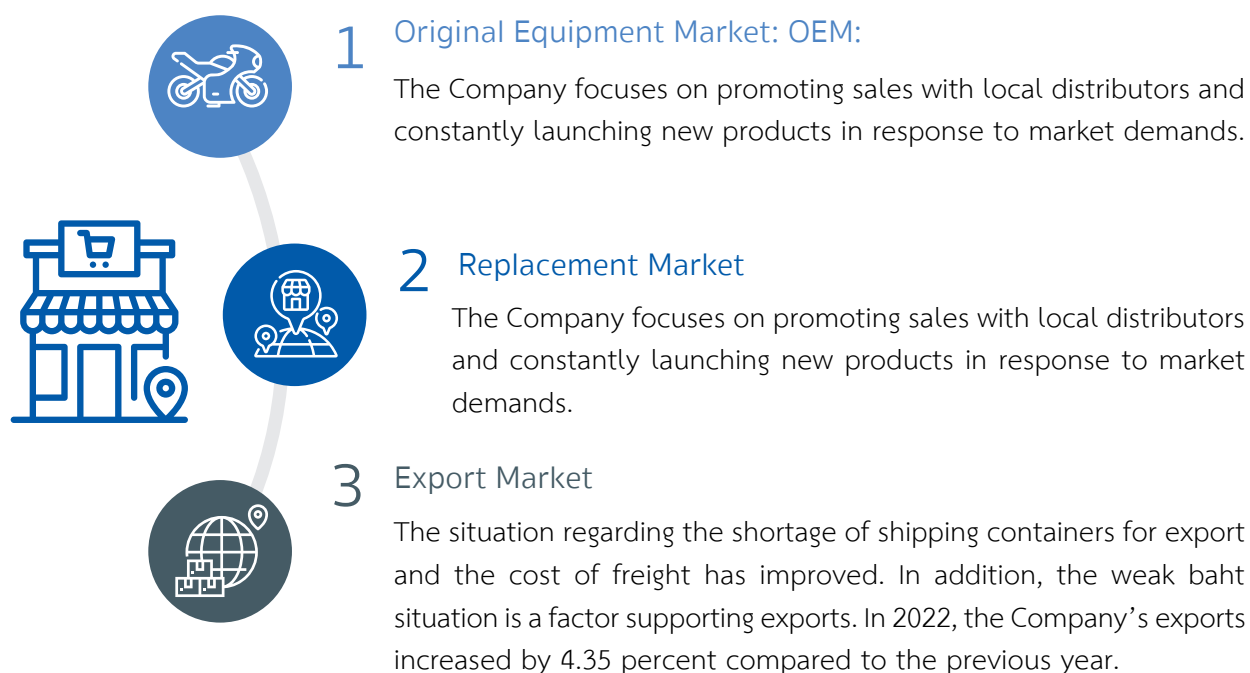 1
Original Equipment Market: OEM:
The Company focuses on promoting sales with local distributors and
constantly launching new products in response to market demands.
2
Replacement Market
The Company focuses on promoting sales with local distributors
and constantly launching new products in response to market
demands.
3
Export Market
The situation regarding the shortage of shipping containers for export
and the cost of freight has improved. In addition, the weak baht
situation is a factor supporting exports. In 2022, the Company’s exports
increased by 4.35 percent compared to the previous year.